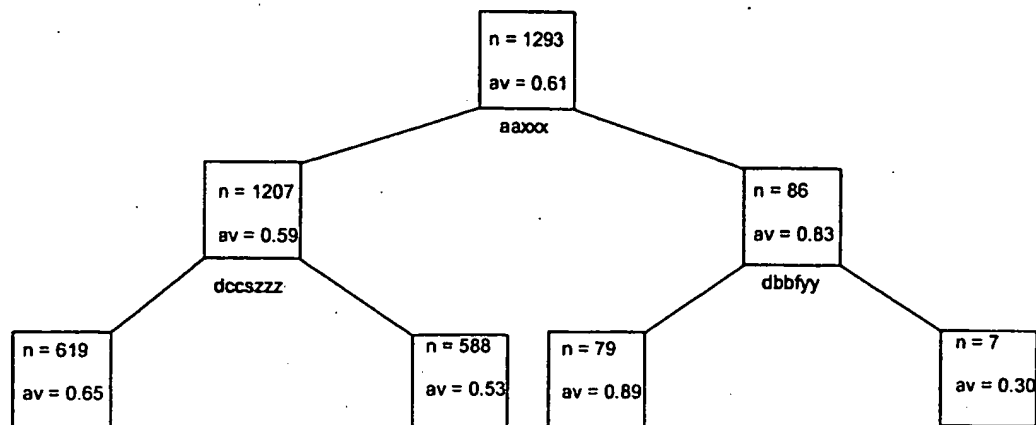 n = 1293
av = 0.61
aaxxx
n = 1207
av = 0.59
dccszzz
n = 86
av = 0.83
dbbfyy
n = 619
av = 0.65
n = 588
av = 0.53
n = 79
av = 0.89
n = 7
av = 0.30